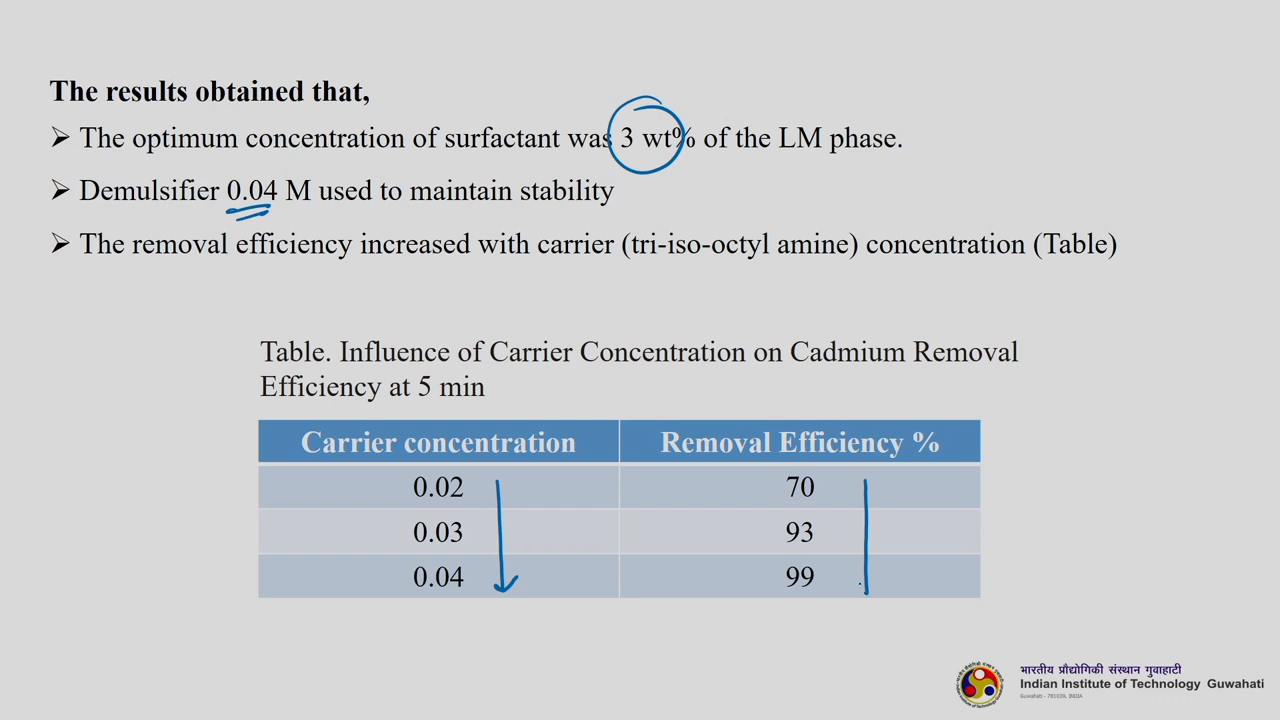 The results obtained that,
➢ The optimum concentration of surfactant was 3 wt% of the LM phase.
➢ Demulsifier 0.04 M used to maintain stability
➢ The removal efficiency increased with carrier (tri-iso-octyl amine) concentration (Table)
Table. Influence of Carrier Concentration on Cadmium Removal
Efficiency at 5 min
Carrier concentration Removal Efficiency %
0.02 70
0.03 93
0.04 99
भारतीय प्रौद्योगिकी संस्थान गुवाहाटी
Indian Institute of Technology Guwahati
Guwahati - 781039, INDIA